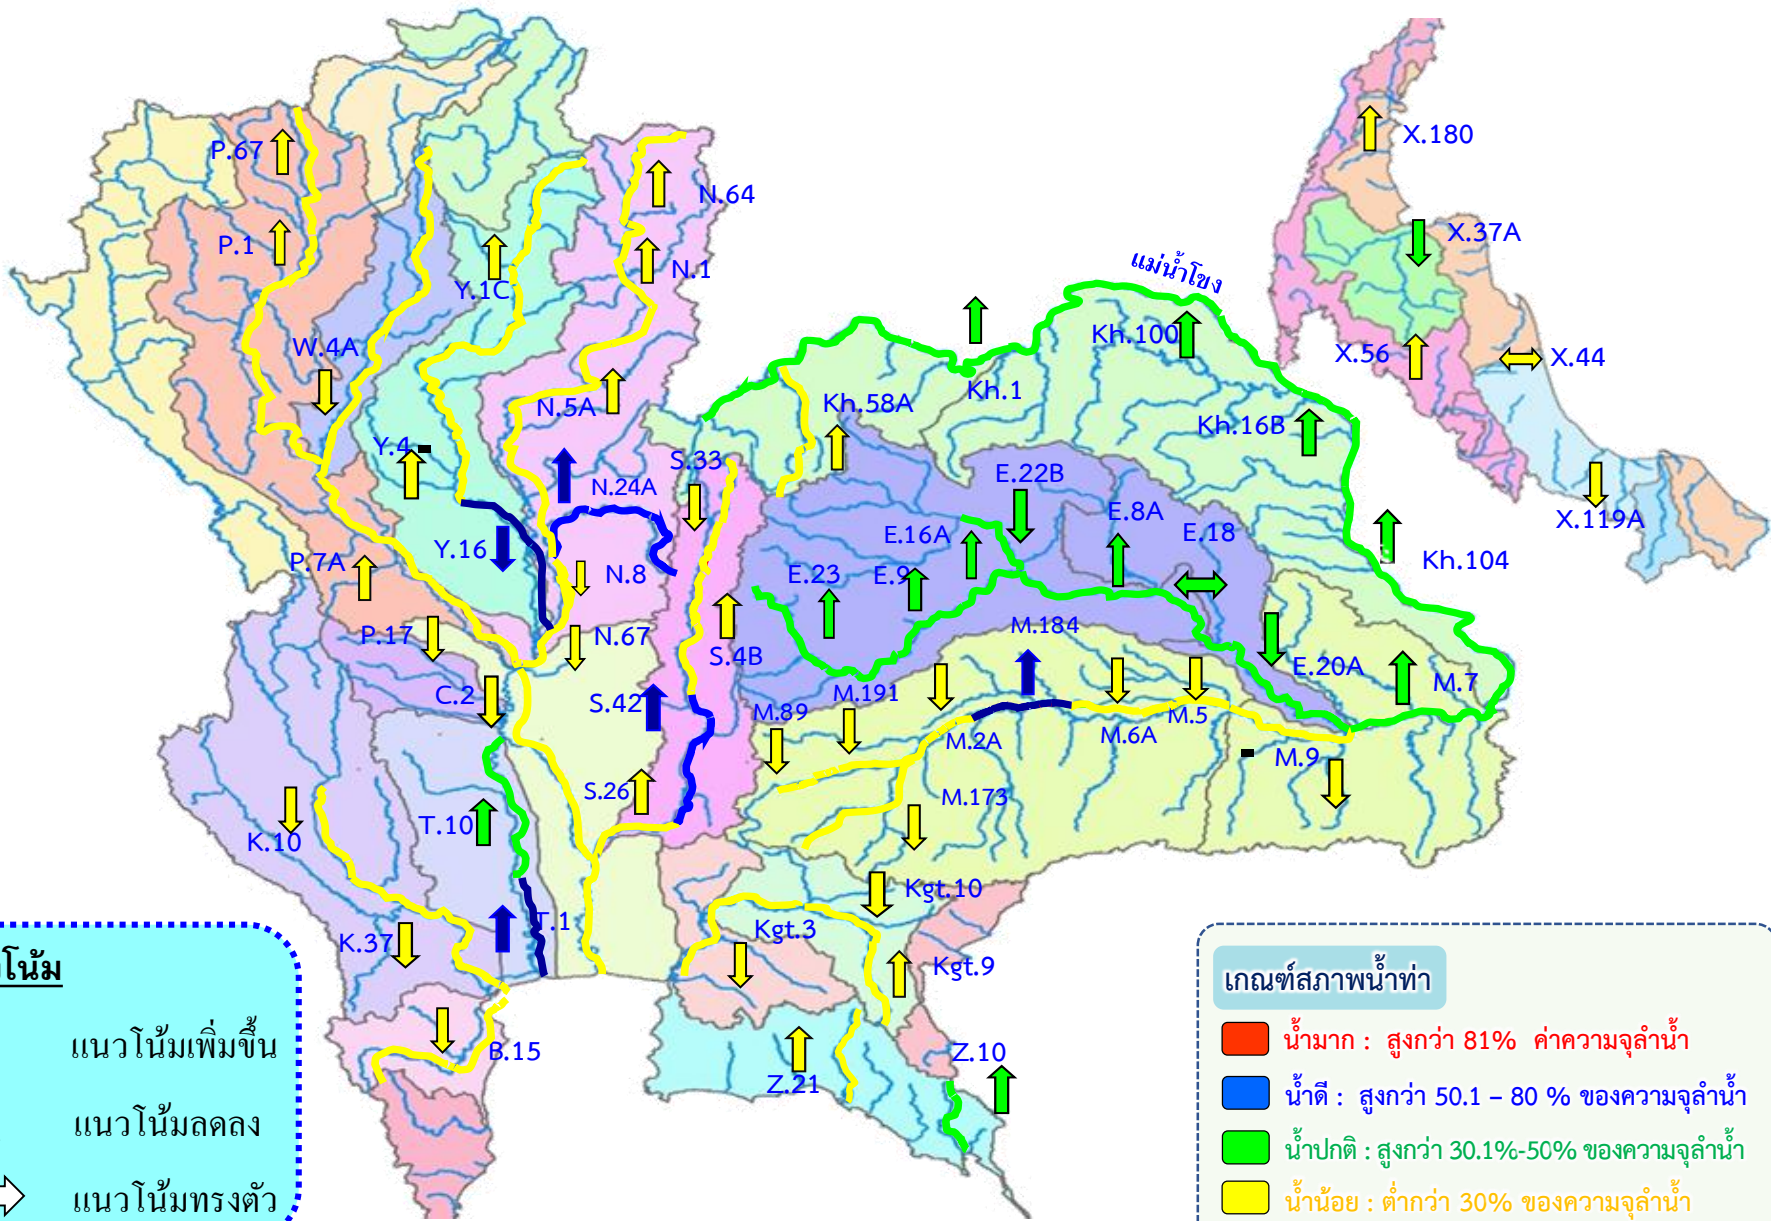 P.67
N.64
X.180
P.1
N.1
X.37A
Y.1C
แม่น้ำโขง
W.4A
Kh.100
X.56
X.44
N.5A
Kh.58A
Kh.1
Kh.16B
Y.4
S.33
N.24A
E.22B
E.8A
E.18
X.119A
Y.16
E.16A
P.7A
N.8
E.23
E.9
Kh.104
P.17
N.67
S.4B
M.184
E.20A
M.7
C.2
S.42
M.89
M.191
M.2A
M.6A
M.5
M.9
S.26
M.173
K.10
T.10
Kgt.10
K.37
T.1
Kgt.3
Kgt.9
B.15
Z.21
Z.10
โน้ม
แนวโน้มเพิ่มขึ้น
แนวโน้มลดลง
แนวโน้มทรงตัว
เกณฑ์สภาพน้ำท่า
น้ำมาก : สูงกว่า 81% ค่าความจุลำน้ำ
น้ำดี : สูงกว่า 50.1 – 80 % ของความจุลำน้ำ
น้ำปกติ : สูงกว่า 30.1%-50% ของความจุลำน้ำ
น้ำน้อย : ต่ำกว่า 30% ของความจุลำน้ำ